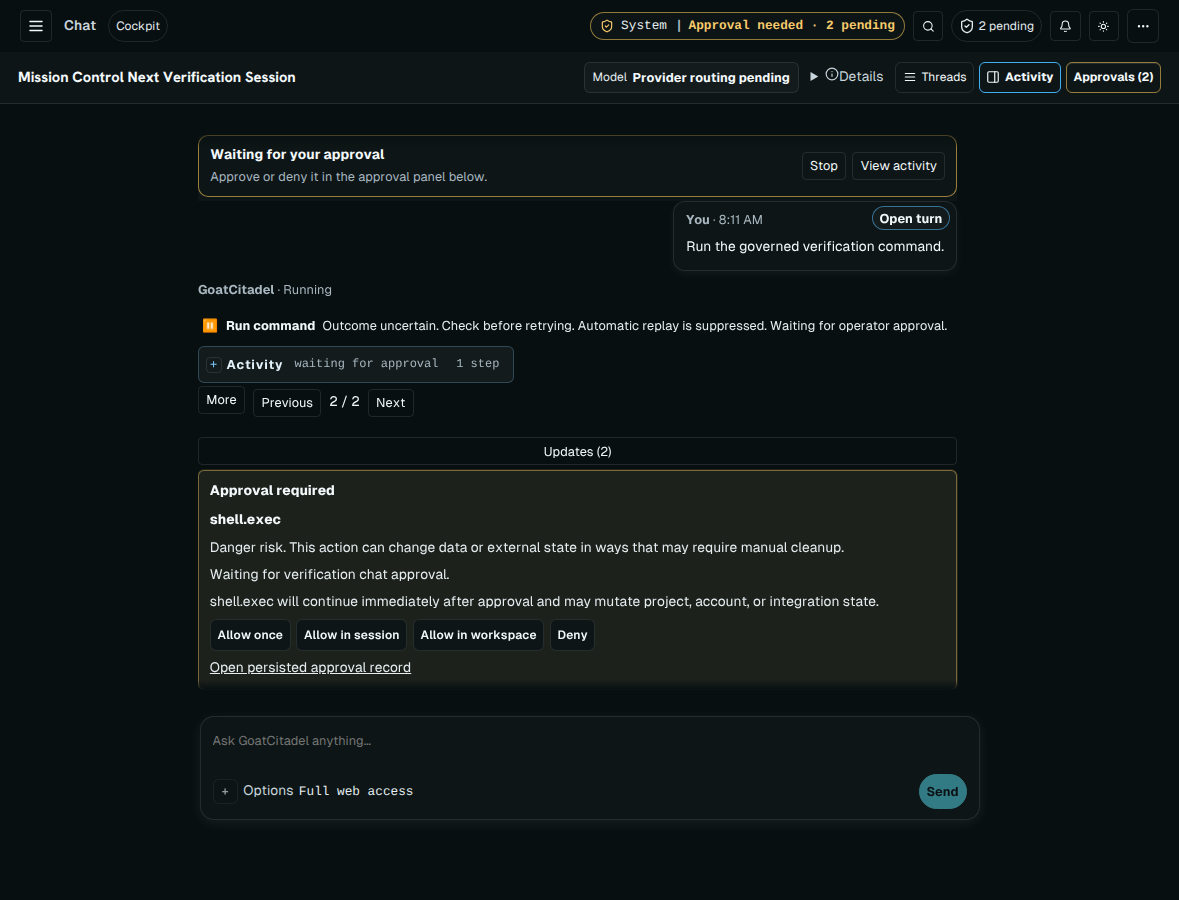 Chat Cockpit System | Approval needed · 2 pending 2 pending
Mission Control Next Verification Session Model Provider routing pending Details Threads Activity Approvals (2)
Waiting for your approval
Approve or deny it in the approval panel below.
Stop View activity
You · 8:11 AM Open turn
Run the governed verification command.
GoatCitadel · Running
Run command Outcome uncertain. Check before retrying. Automatic replay is suppressed. Waiting for operator approval.
+ Activity waiting for approval 1 step
More Previous 2 / 2 Next
Updates (2)
Approval required
shell.exec
Danger risk. This action can change data or external state in ways that may require manual cleanup.
Waiting for verification chat approval.
shell.exec will continue immediately after approval and may mutate project, account, or integration state.
Allow once Allow in session Allow in workspace Deny
Open persisted approval record
Ask GoatCitadel anything…
+ Options Full web access Send